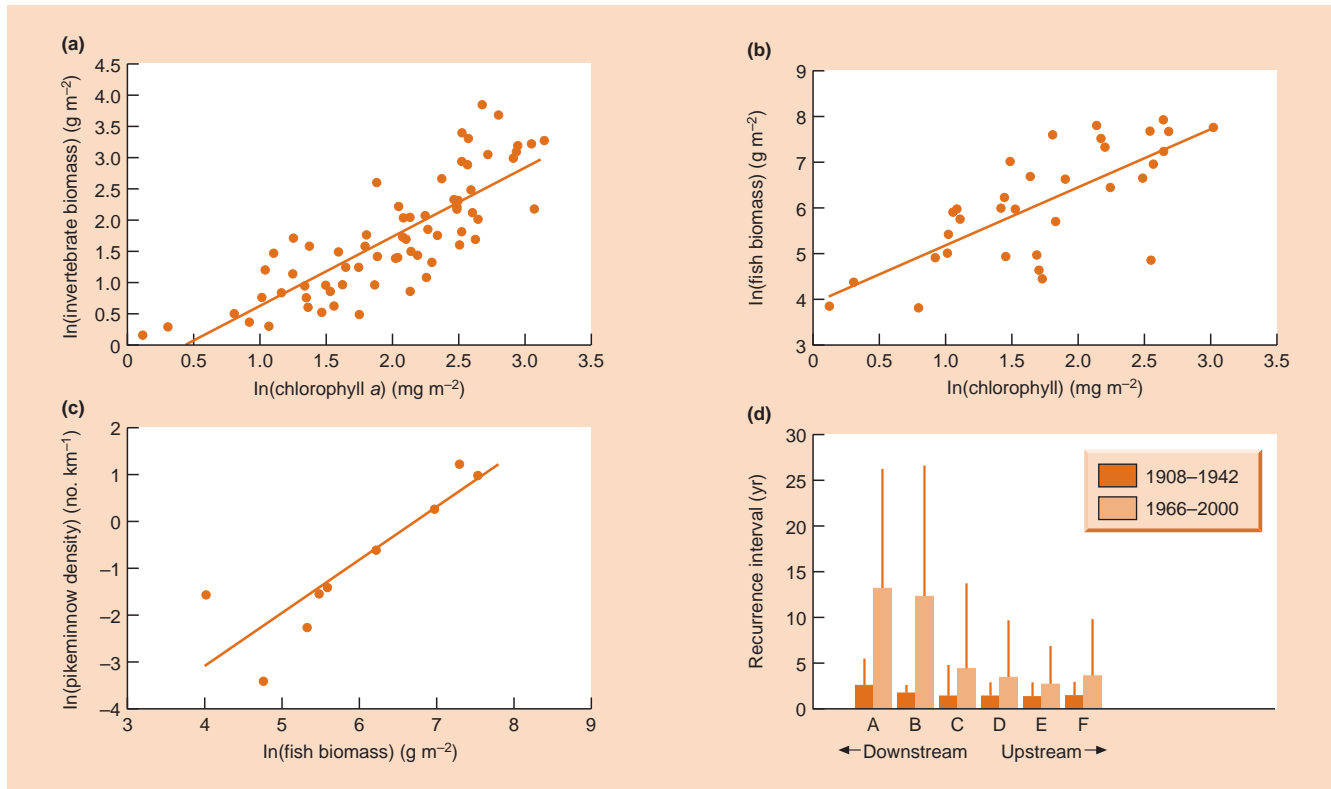 (a)
ln(invertebrate biomass) (g m⁻²)
4.5
4.0
3.5
3.0
2.5
2.0
1.5
1.0
0.5
0
0 0.5 1.0 1.5 2.0 2.5 3.0 3.5
ln(chlorophyll a) (mg m⁻²)
(b)
ln(fish biomass) (g m⁻²)
9
8
7
6
5
4
3
0 0.5 1.0 1.5 2.0 2.5 3.0 3.5
ln(chlorophyll) (mg m⁻²)
(c)
ln(pikeminnow density) (no. km⁻¹)
2
1
0
−1
−2
−3
−4
3 4 5 6 7 8 9
ln(fish biomass) (g m⁻²)
(d)
Recurrence interval (yr)
30
25
20
15
10
5
0
1908–1942
1966–2000
A B C D E F
← Downstream Upstream →